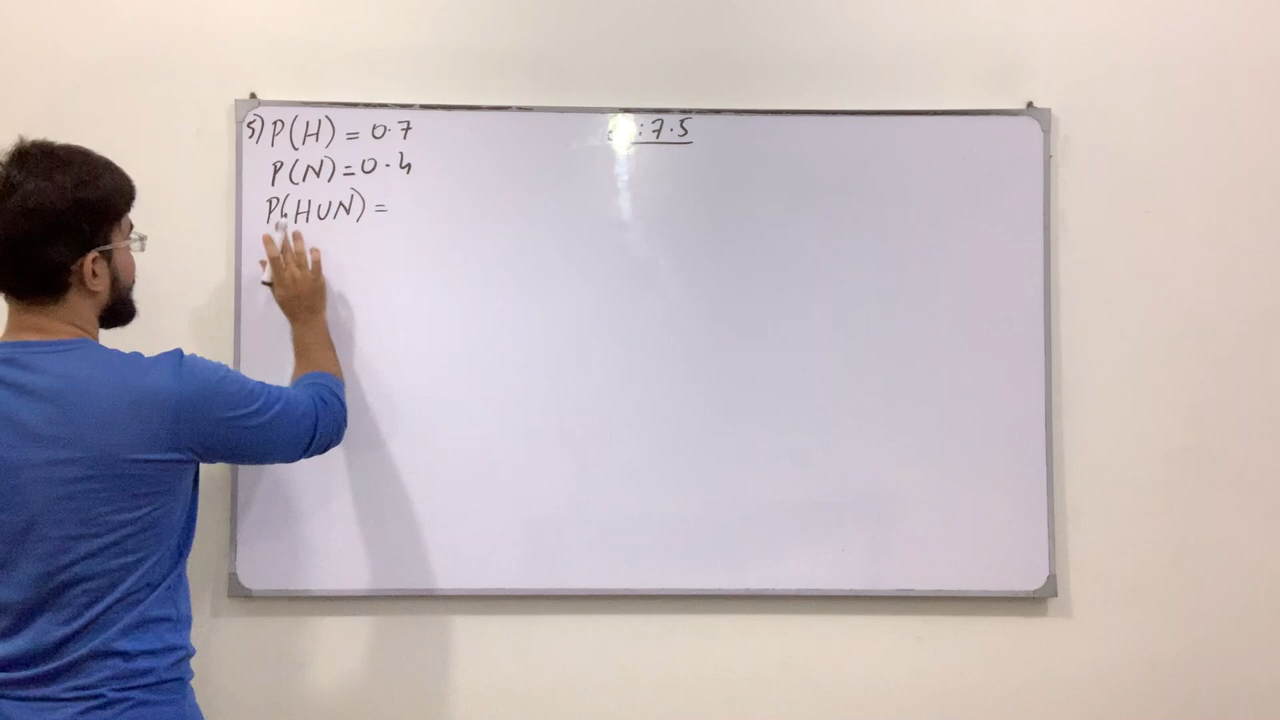 5) P(H) = 0.7
:7.5
P(N) = 0.4
P(HUN) =